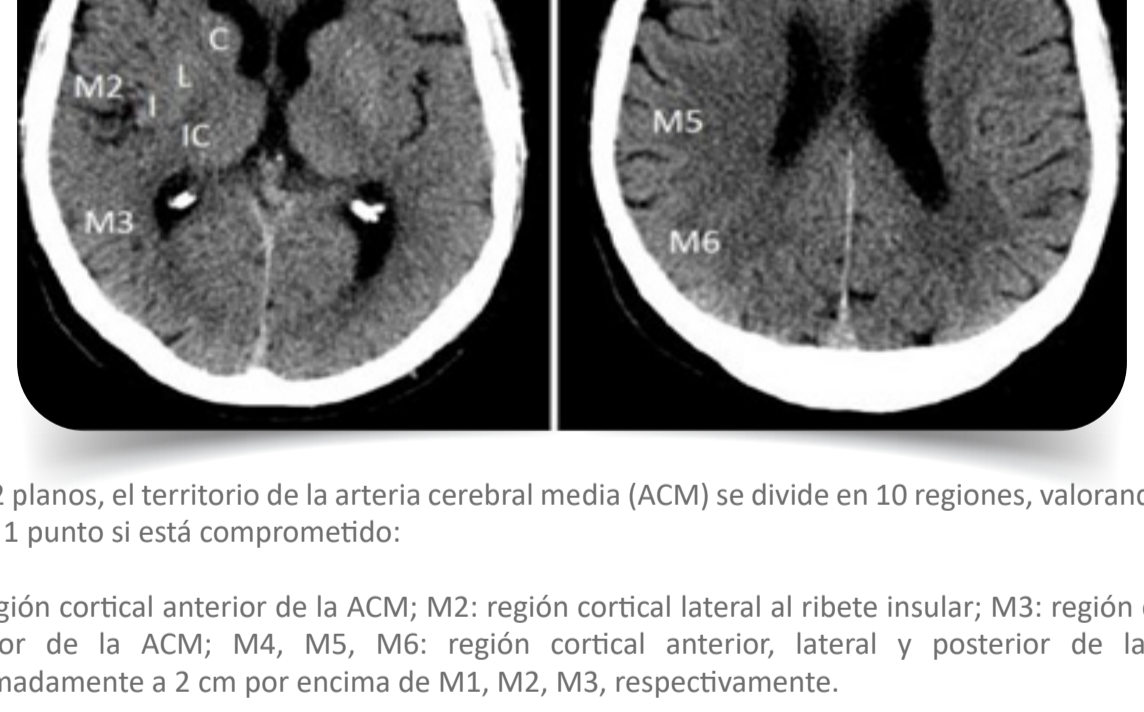 C
L
M2
I
IC
M3
M5
M6
2 planos, el territorio de la arteria cerebral media (ACM) se divide en 10 regiones, valorand
1 punto si está comprometido:
gión cortical anterior de la ACM; M2: región cortical lateral al ribete insular; M3: región
or de la ACM; M4, M5, M6: región cortical anterior, lateral y posterior de la
madamente a 2 cm por encima de M1, M2, M3, respectivamente.